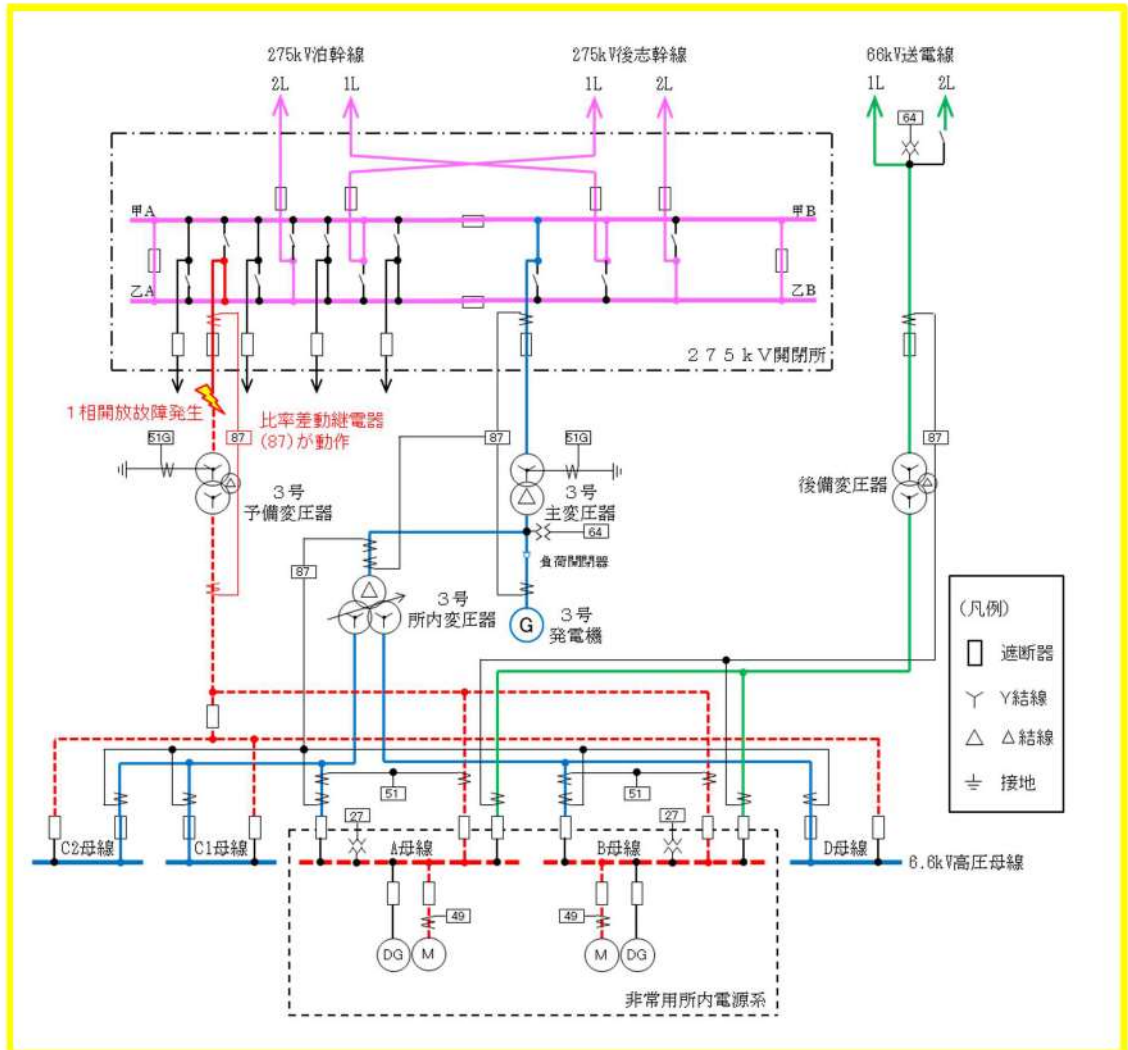 275kV泊幹線
275kV後志幹線
66kV送電線
2L
1L
1L
2L
1L
2L
64
甲A
甲B
乙A
乙B
275kV開閉所
1相開放故障発生
比率差動継電器
(87)が動作
87
51G
3号
予備変圧器
87
51G
3号
主変圧器
64
負荷開閉器
87
後備変圧器
87
3号
所内変圧器
G
3号
発電機
(凡例)
遮断器
Y結線
△結線
接地
51
51
27
27
C2母線
C1母線
A母線
B母線
D母線
6.6kV高圧母線
49
49
DG
M
M
DG
非常用所内電源系